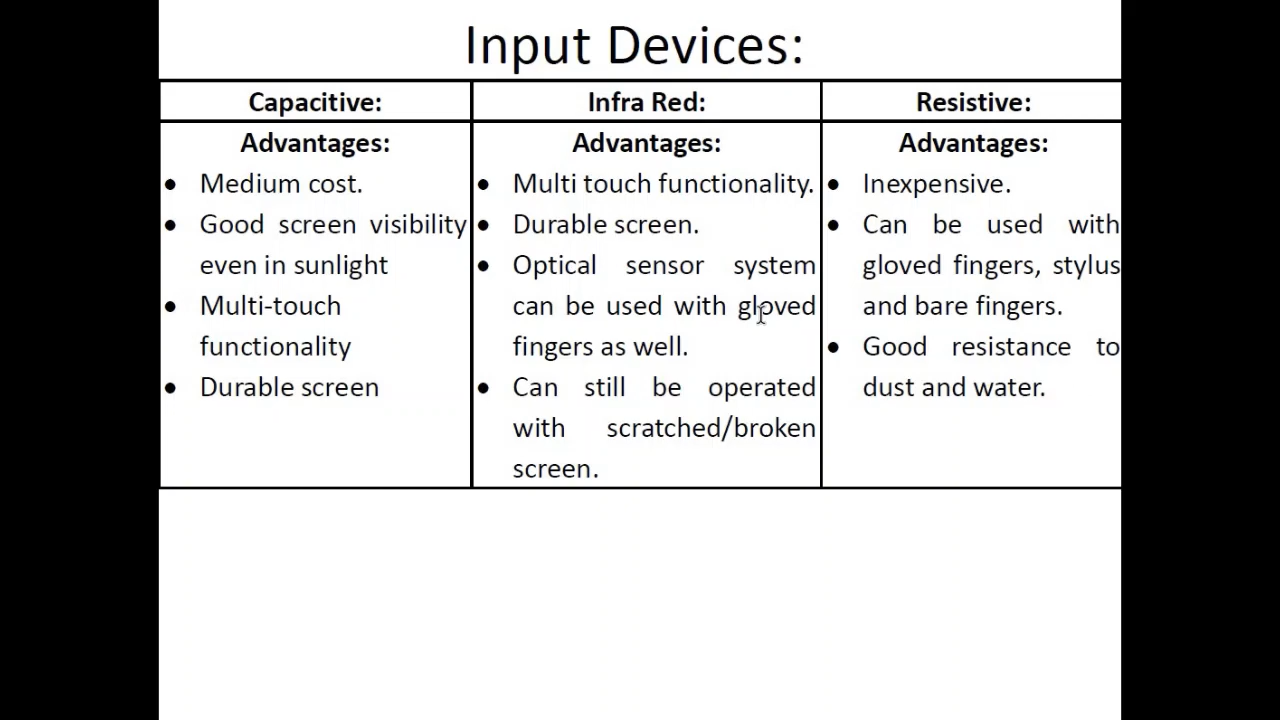 Input Devices:
Capacitive:
Infra Red:
Resistive:
Advantages:
• Medium cost.
• Good screen visibility
even in sunlight
• Multi-touch
functionality
• Durable screen
Advantages:
• Multi touch functionality.
• Durable screen.
• Optical sensor system
can be used with gloved
fingers as well.
• Can still be operated
with scratched/broken
screen.
Advantages:
• Inexpensive.
• Can be used with
gloved fingers, stylus
and bare fingers.
• Good resistance to
dust and water.